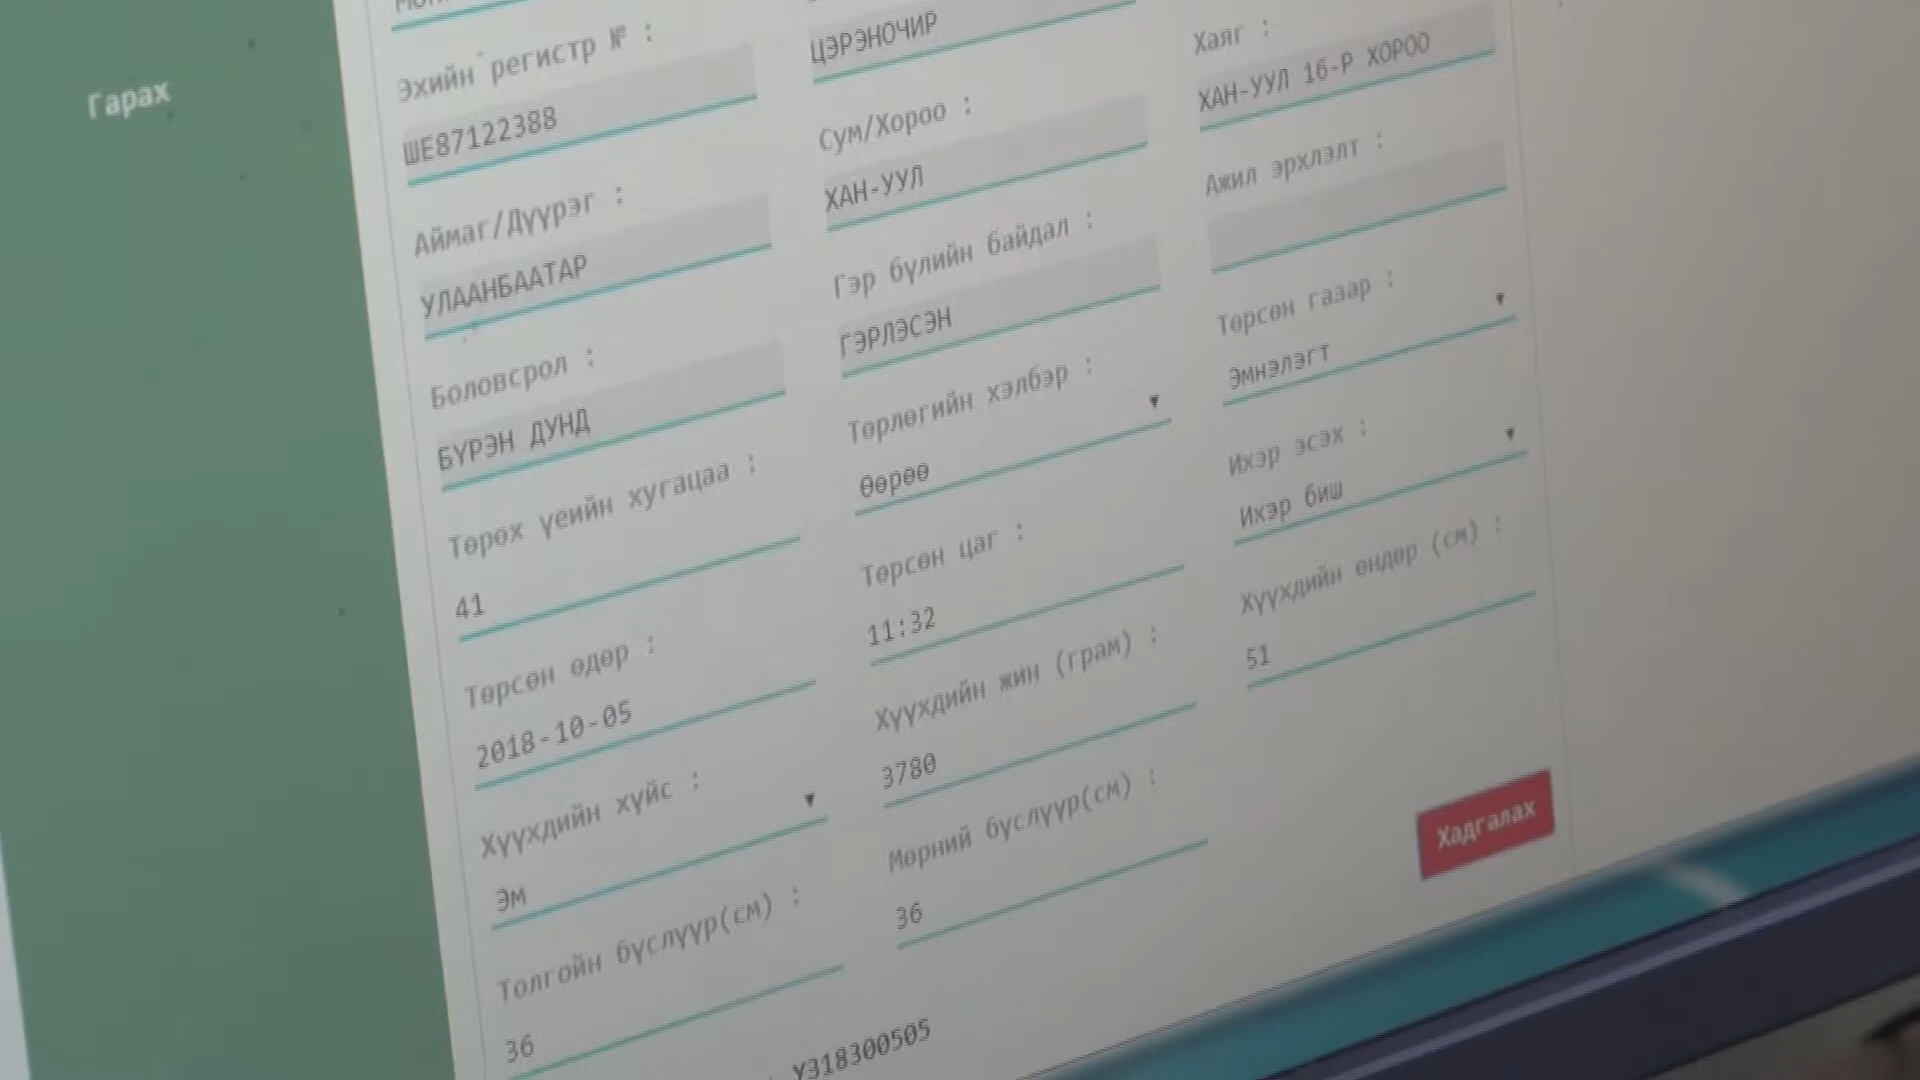 Гарах
Эхийн регистр № :
ШЕ87122388
ЦЭРЭНОЧИР
Хаяг :
ХАН-УУЛ 16-Р ХОРОО
Аймаг/Дүүрэг :
УЛААНБААТАР
Сум/Хороо :
ХАН-УУЛ
Ажил эрхлэлт :
Боловсрол :
БҮРЭН ДУНД
Гэр бүлийн байдал :
ГЭРЛЭСЭН
Төрсөн газар :
Эмнэлэгт
Төрөх үеийн хугацаа :
41
Төрлөгийн хэлбэр :
Өөрөө
Ихэр эсэх :
Ихэр биш
Төрсөн өдөр :
2018-10-05
Төрсөн цаг :
11:32
Хүүхдийн өндөр (см) :
51
Хүүхдийн хүйс :
Эм
Хүүхдийн жин (грам) :
3780
Толгойн бүслүүр(см) :
36
Мөрний бүслүүр(см) :
36
Хадгалах
УЗ18300505